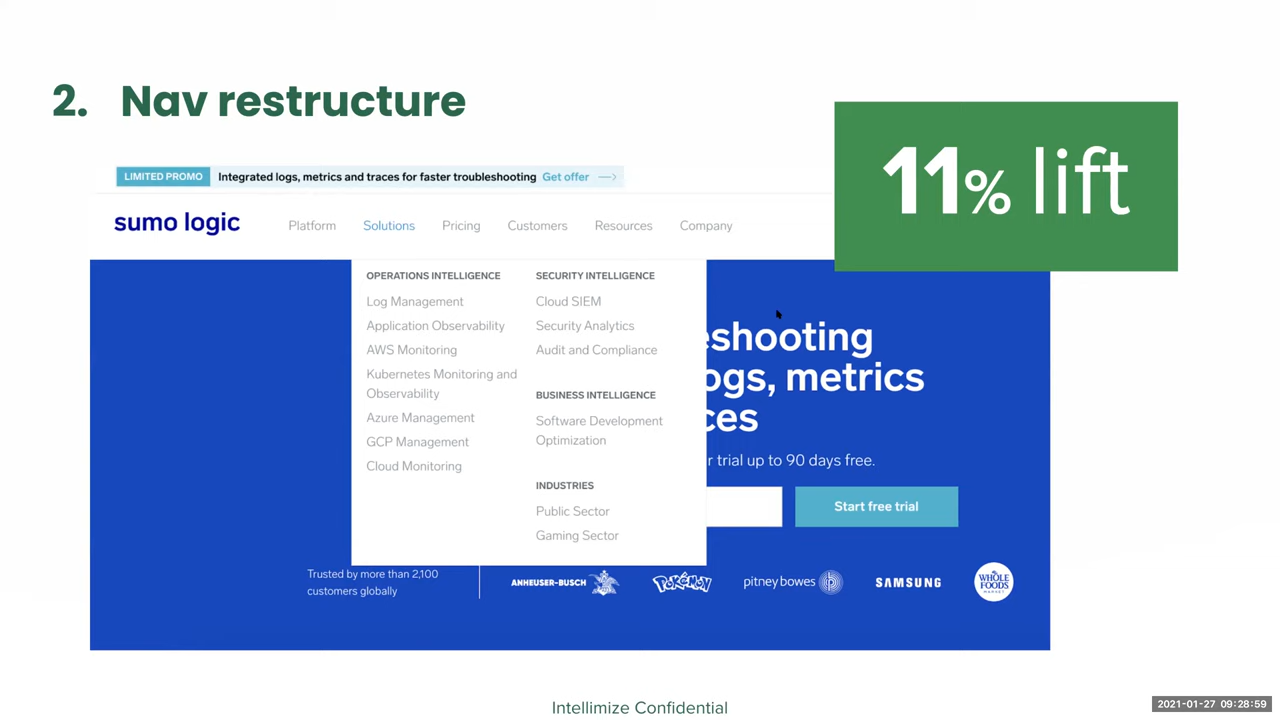 2. Nav restructure
11% lift
LIMITED PROMO Integrated logs, metrics and traces for faster troubleshooting Get offer
sumo logic Platform Solutions Pricing Customers Resources Company
OPERATIONS INTELLIGENCE
Log Management
Application Observability
AWS Monitoring
Kubernetes Monitoring and
Observability
Azure Management
GCP Management
Cloud Monitoring
SECURITY INTELLIGENCE
Cloud SIEM
Security Analytics
Audit and Compliance
BUSINESS INTELLIGENCE
Software Development
Optimization
INDUSTRIES
Public Sector
Gaming Sector
eshooting
ogs, metrics
ces
r trial up to 90 days free.
Start free trial
Trusted by more than 2,100
customers globally
ANHEUSER-BUSCH POKéMON pitney bowes SAMSUNG WHOLE
FOODS
MARKET
Intellimize Confidential
2021-01-27 09:28:59